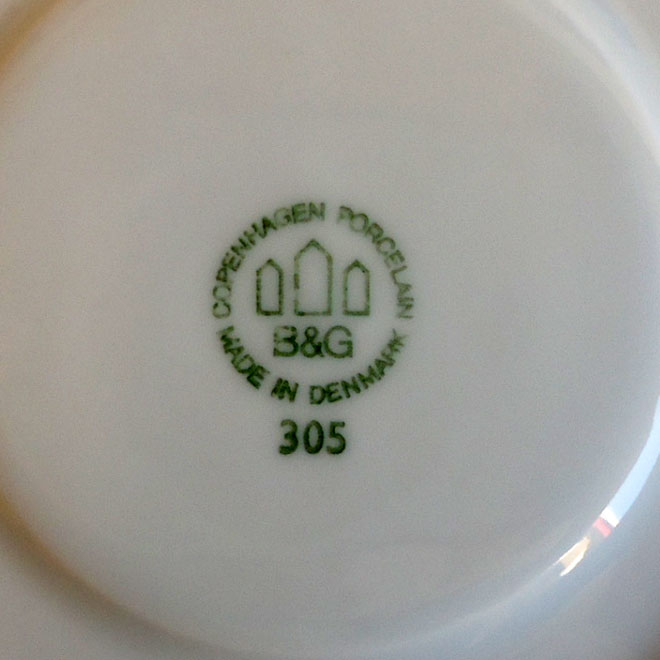 COPENHAGEN PORCELAIN
B&G
MADE IN DENMARK
305